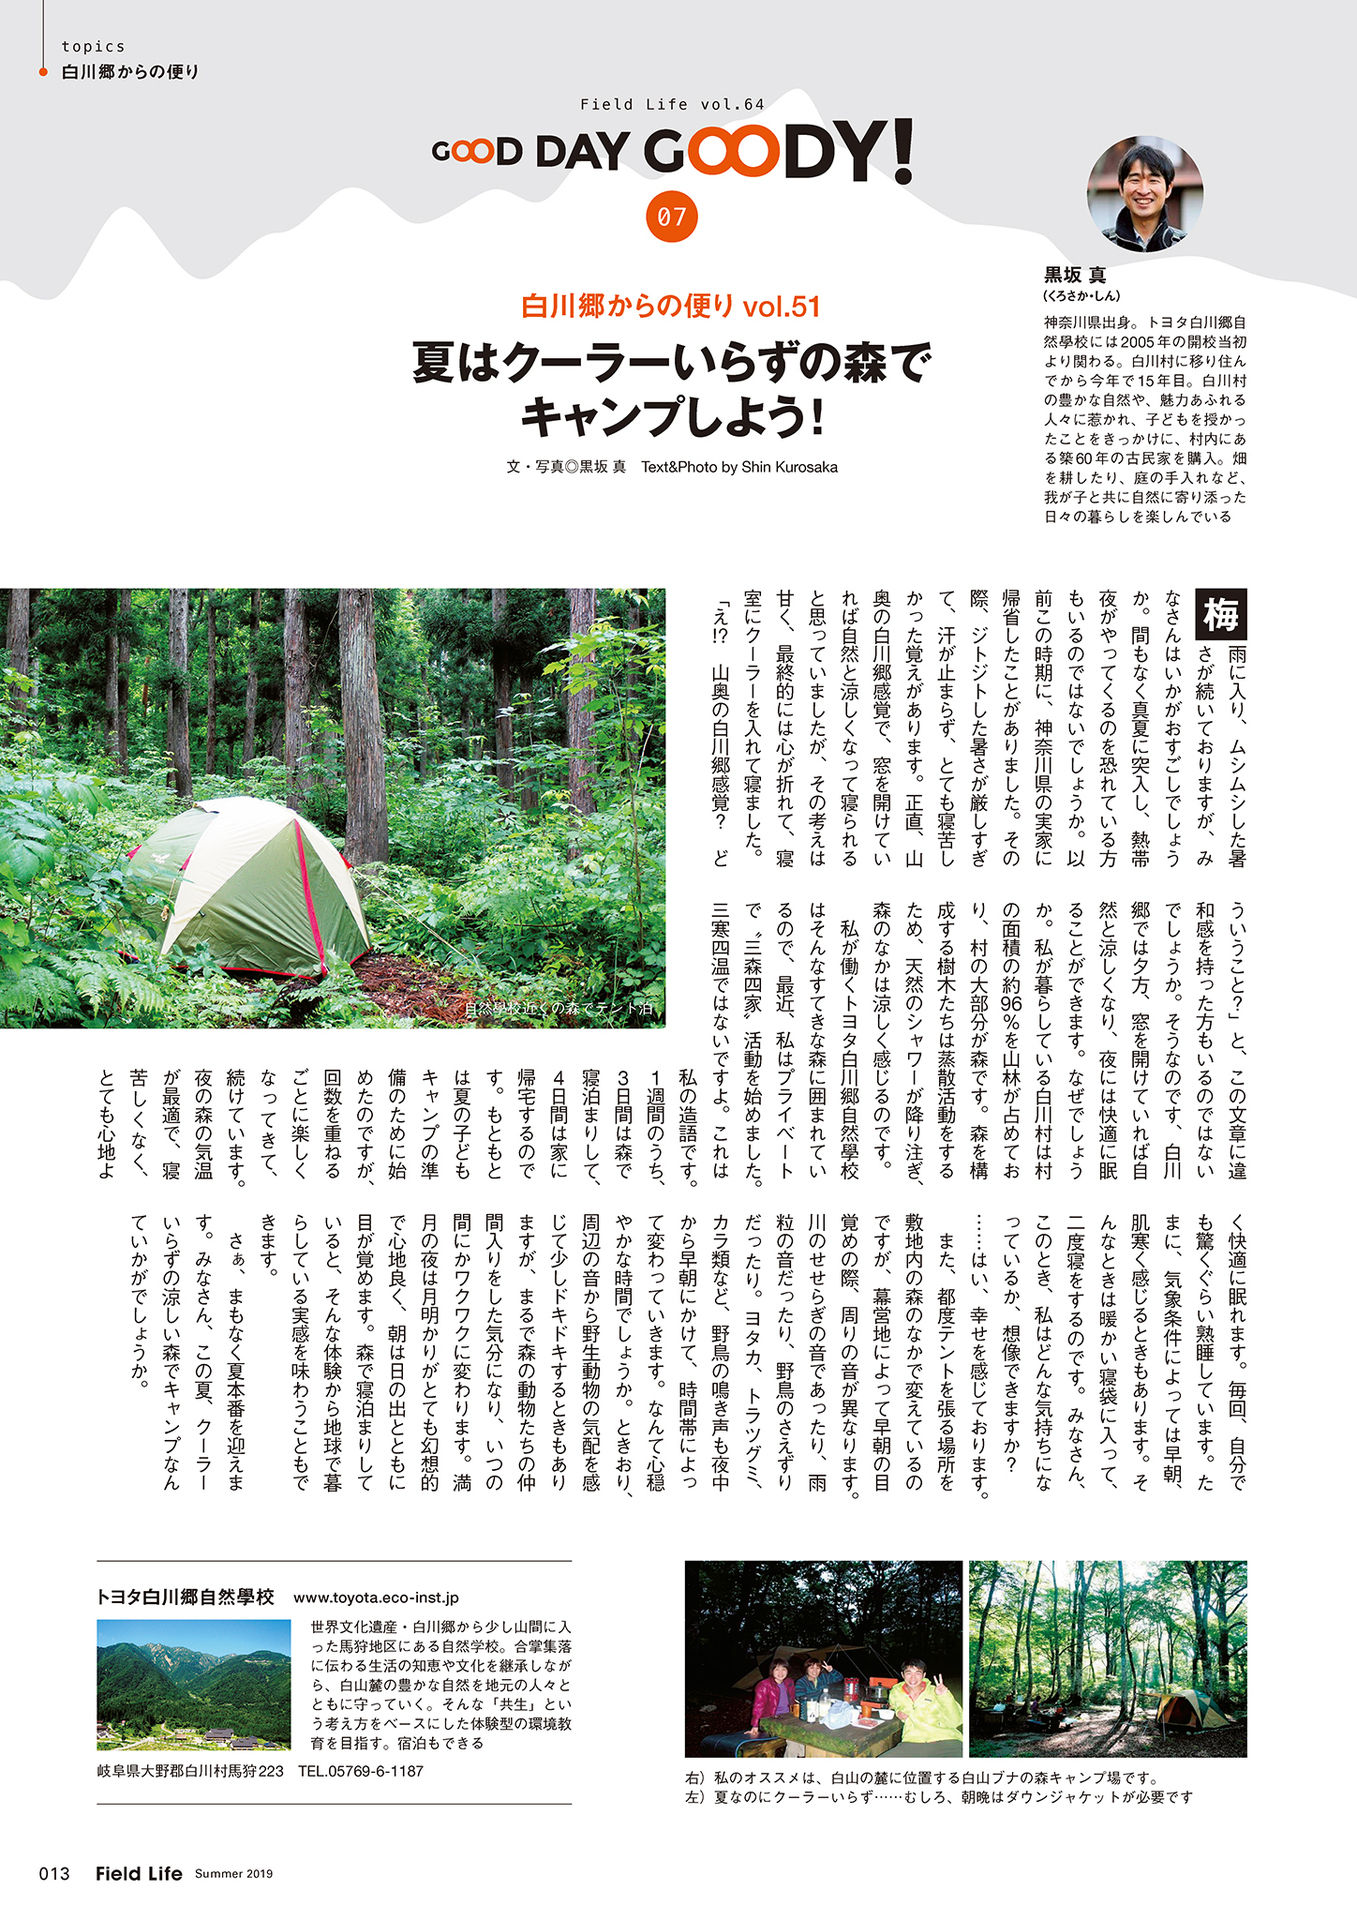 topics
白川郷からの便り
Field Life vol.64
GOOD DAY GOODY!
07
白川郷からの便り vol.51
夏はクーラーいらずの森で
キャンプしよう!
文・写真◎黒坂 真　Text&Photo by Shin Kurosaka
黒坂 真
(くろさか・しん)
神奈川県出身。トヨタ白川郷自
然學校には2005年の開校当初
より関わる。白川村に移り住ん
でから今年で15年目。白川村
の豊かな自然や、魅力あふれる
人々に惹かれ、子どもを授かっ
たことをきっかけに、村内にあ
る築60年の古民家を購入。畑
を耕したり、庭の手入れなど、
我が子と共に自然に寄り添った
日々の暮らしを楽しんでいる
梅雨に入り、ムシムシした暑
さが続いておりますが、み
なさんはいかがおすごしでしょう
か。間もなく真夏に突入し、熱帯
夜がやってくるのを恐れている方
もいるのではないでしょうか。以
前この時期に、神奈川県の実家に
帰省したことがありました。その
際、ジトジトした暑さが厳しすぎ
て、汗が止まらず、とても寝苦し
かった覚えがあります。正直、山
奥の白川郷感覚で、窓を開けてい
れば自然と涼しくなって寝られる
と思っていましたが、その考えは
甘く、最終的には心が折れて、寝
室にクーラーを入れて寝ました。
「え!?　山奥の白川郷感覚?　ど
ういうこと?」と、この文章に違
和感を持った方もいるのではない
でしょうか。そうなのです、白川
郷では夕方、窓を開けていれば自
然と涼しくなり、夜には快適に眠
ることができます。なぜでしょう
か。私が暮らしている白川村は村
の面積の約96%を山林が占めてお
り、村の大部分が森です。森を構
成する樹木たちは蒸散活動をする
ため、天然のシャワーが降り注ぎ、
森のなかは涼しく感じるのです。
私が働くトヨタ白川郷自然學校
はそんなすてきな森に囲まれてい
るので、最近、私はプライベート
で〝三森四家〟活動を始めました。
三寒四温ではないですよ。これは
私の造語です。
1週間のうち、
3日間は森で
寝泊まりして、
4日間は家に
帰宅するので
す。もともと
は夏の子ども
キャンプの準
備のために始
めたのですが、
回数を重ねる
ごとに楽しく
なってきて、
続けています。
夜の森の気温
が最適で、寝
苦しくなく、
とても心地よ
く快適に眠れます。毎回、自分で
も驚くぐらい熟睡しています。た
まに、気象条件によっては早朝、
肌寒く感じるときもあります。そ
んなときは暖かい寝袋に入って、
二度寝をするのです。みなさん、
このとき、私はどんな気持ちにな
っているか、想像できますか?
……はい、幸せを感じております。
また、都度テントを張る場所を
敷地内の森のなかで変えているの
ですが、幕営地によって早朝の目
覚めの際、周りの音が異なります。
川のせせらぎの音であったり、雨
粒の音だったり、野鳥のさえずり
だったり。ヨタカ、トラツグミ、
カラ類など、野鳥の鳴き声も夜中
から早朝にかけて、時間帯によっ
て変わっていきます。なんて心穏
やかな時間でしょうか。ときおり、
周辺の音から野生動物の気配を感
じて少しドキドキするときもあり
ますが、まるで森の動物たちの仲
間入りをした気分になり、いつの
間にかワクワクに変わります。満
月の夜は月明かりがとても幻想的
で心地良く、朝は日の出とともに
目が覚めます。森で寝泊まりして
いると、そんな体験から地球で暮
らしている実感を味わうこともで
きます。
さぁ、まもなく夏本番を迎えま
す。みなさん、この夏、クーラー
いらずの涼しい森でキャンプなん
ていかがでしょうか。
自然學校近くの森でテント泊
トヨタ白川郷自然學校　www.toyota.eco-inst.jp
世界文化遺産・白川郷から少し山間に入
った馬狩地区にある自然学校。合掌集落
に伝わる生活の知恵や文化を継承しなが
ら、白山麓の豊かな自然を地元の人々と
ともに守っていく。そんな「共生」とい
う考え方をベースにした体験型の環境教
育を目指す。宿泊もできる
岐阜県大野郡白川村馬狩223　TEL.05769-6-1187
右）私のオススメは、白山の麓に位置する白山ブナの森キャンプ場です。
左）夏なのにクーラーいらず……むしろ、朝晩はダウンジャケットが必要です
013 Field Life Summer 2019